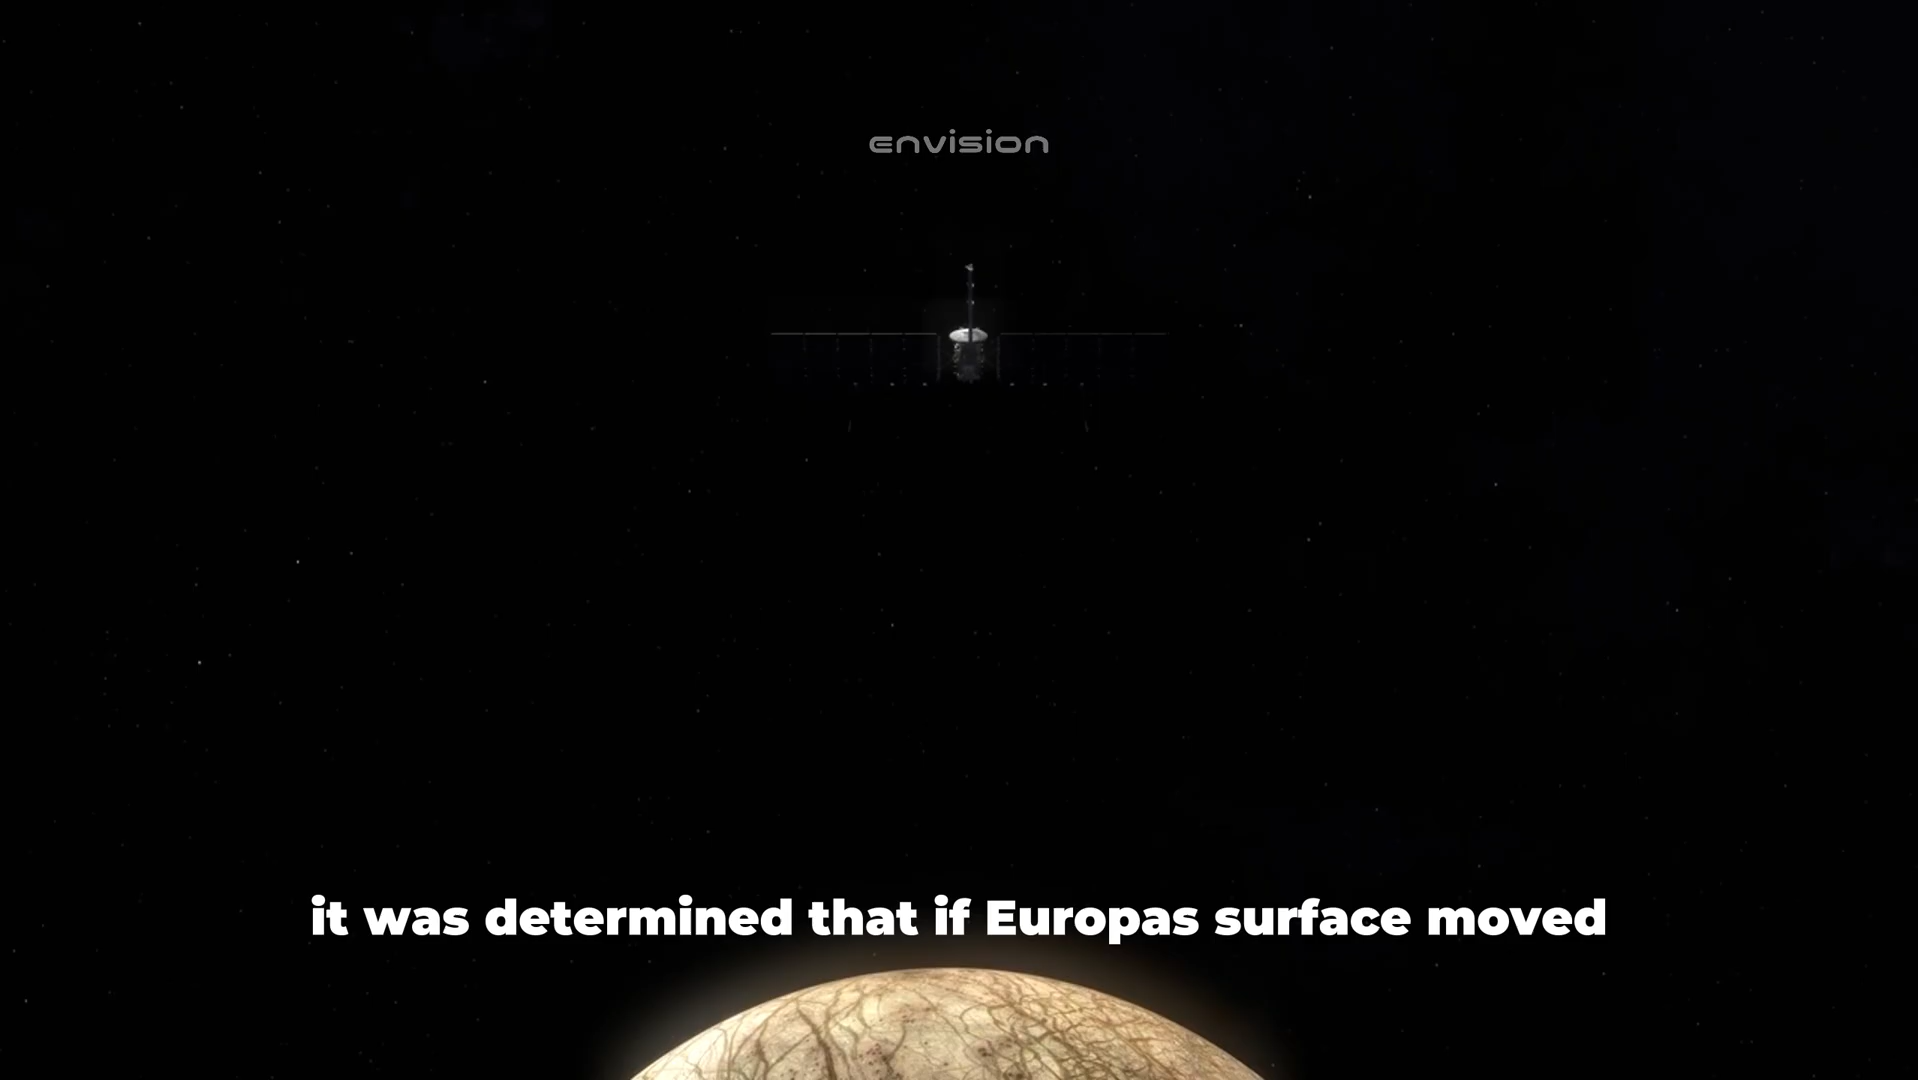 envision
it was determined that if Europas surface moved